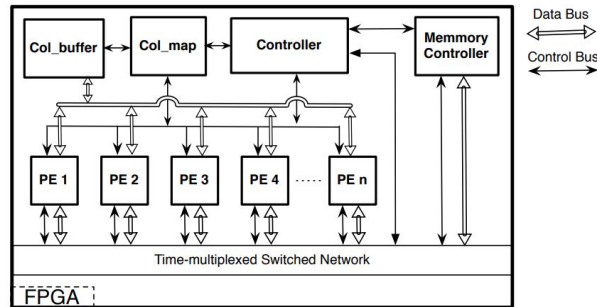 Col_buffer
Col_map
Controller
Memmory
Controller
Data Bus
Control Bus
PE 1
PE 2
PE 3
PE 4
......
PE n
Time-multiplexed Switched Network
FPGA